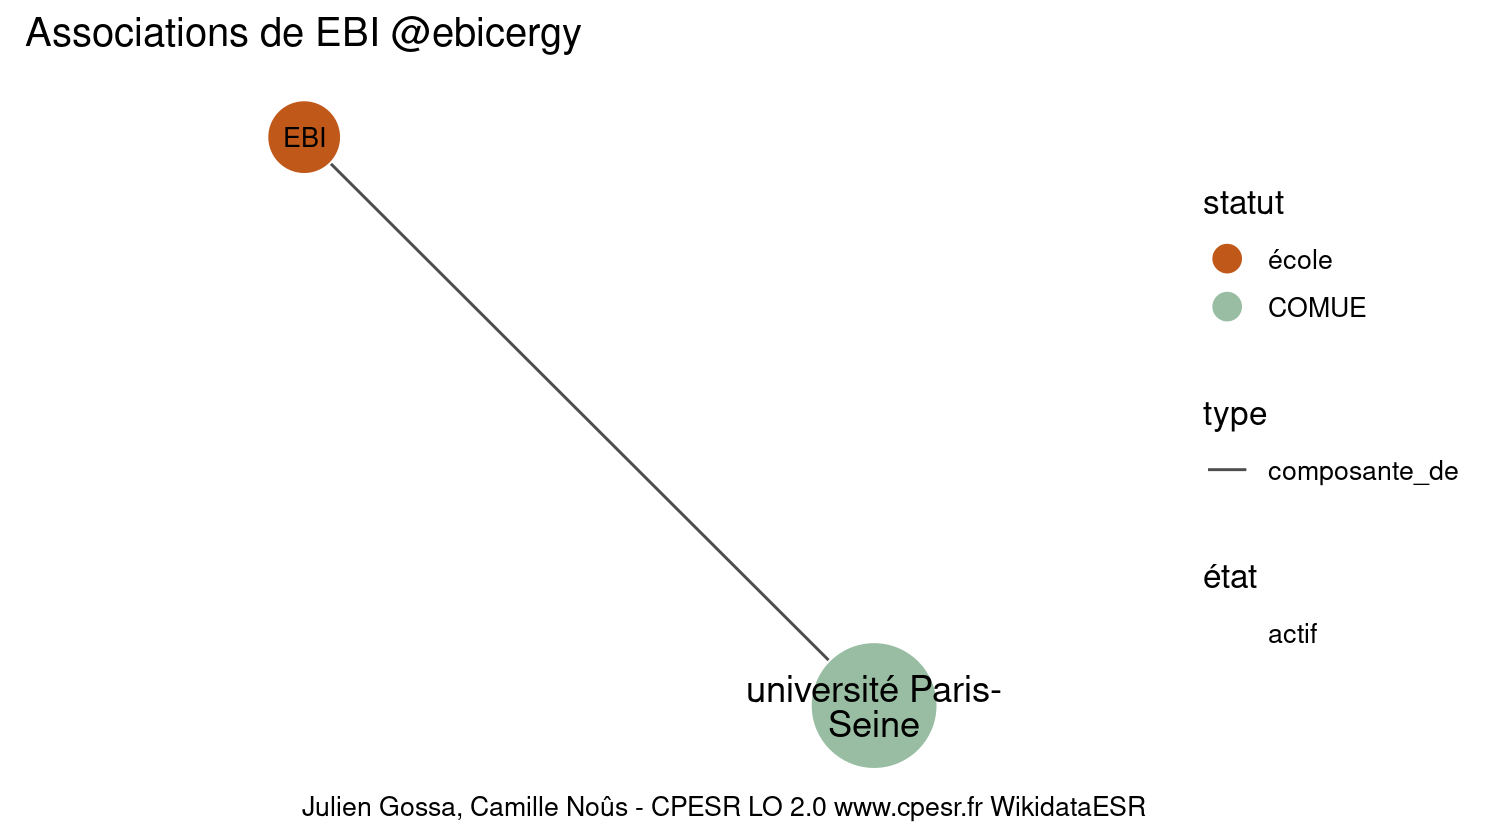 Associations de EBI @ebicergy
EBI
université Paris-
Seine
statut
école
COMUE
type
composante_de
état
actif
Julien Gossa, Camille Noûs - CPESR LO 2.0 www.cpesr.fr WikidataESR